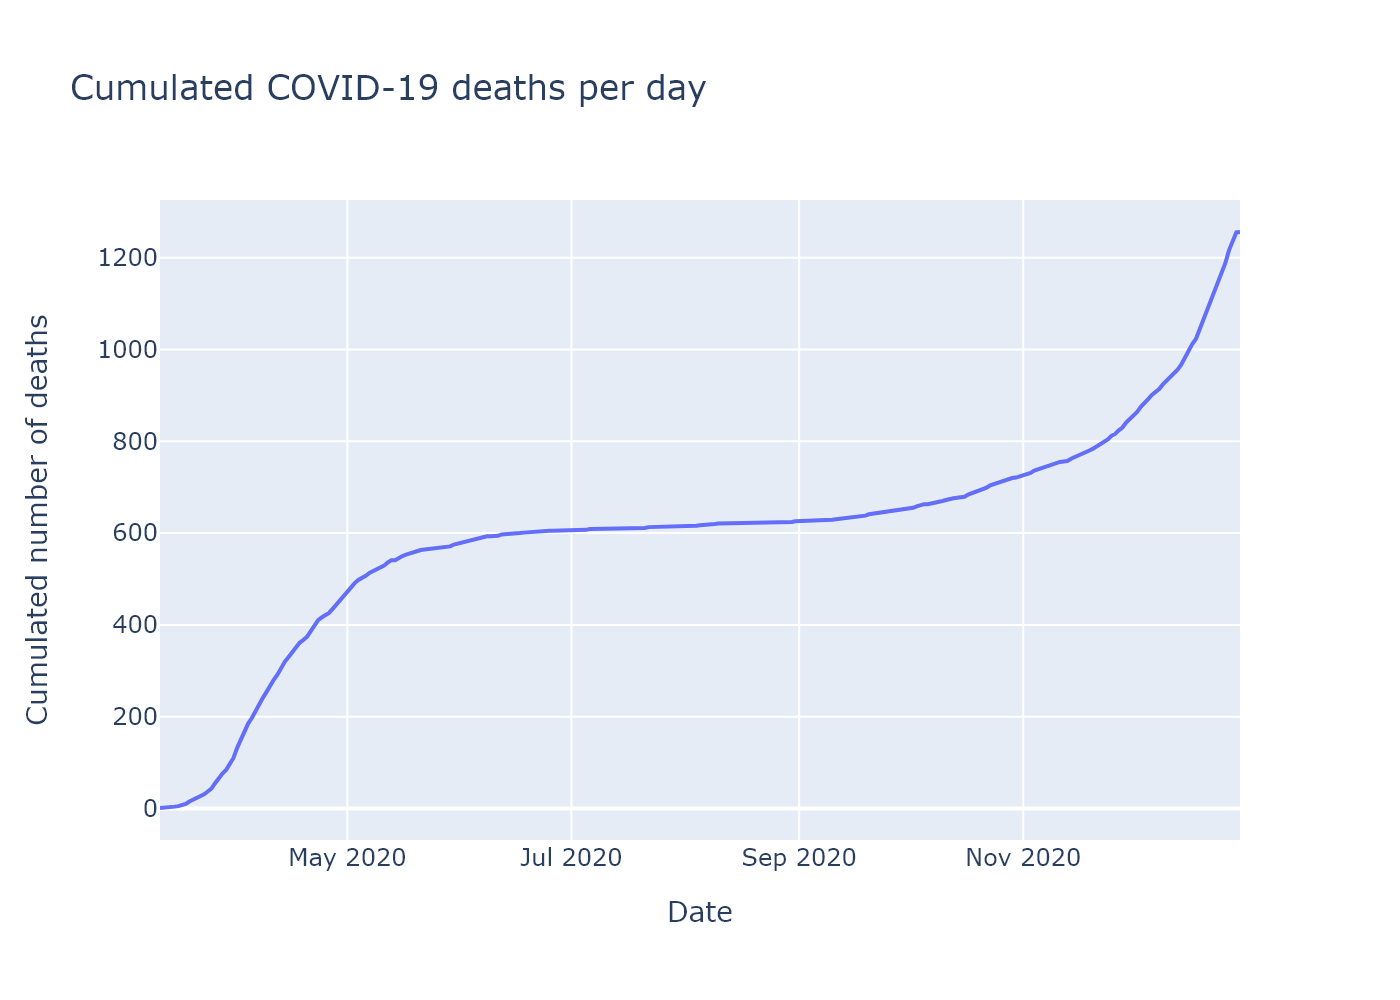 Cumulated COVID-19 deaths per day
Cumulated number of deaths
1200
1000
800
600
400
200
0
May 2020
Jul 2020
Sep 2020
Nov 2020
Date